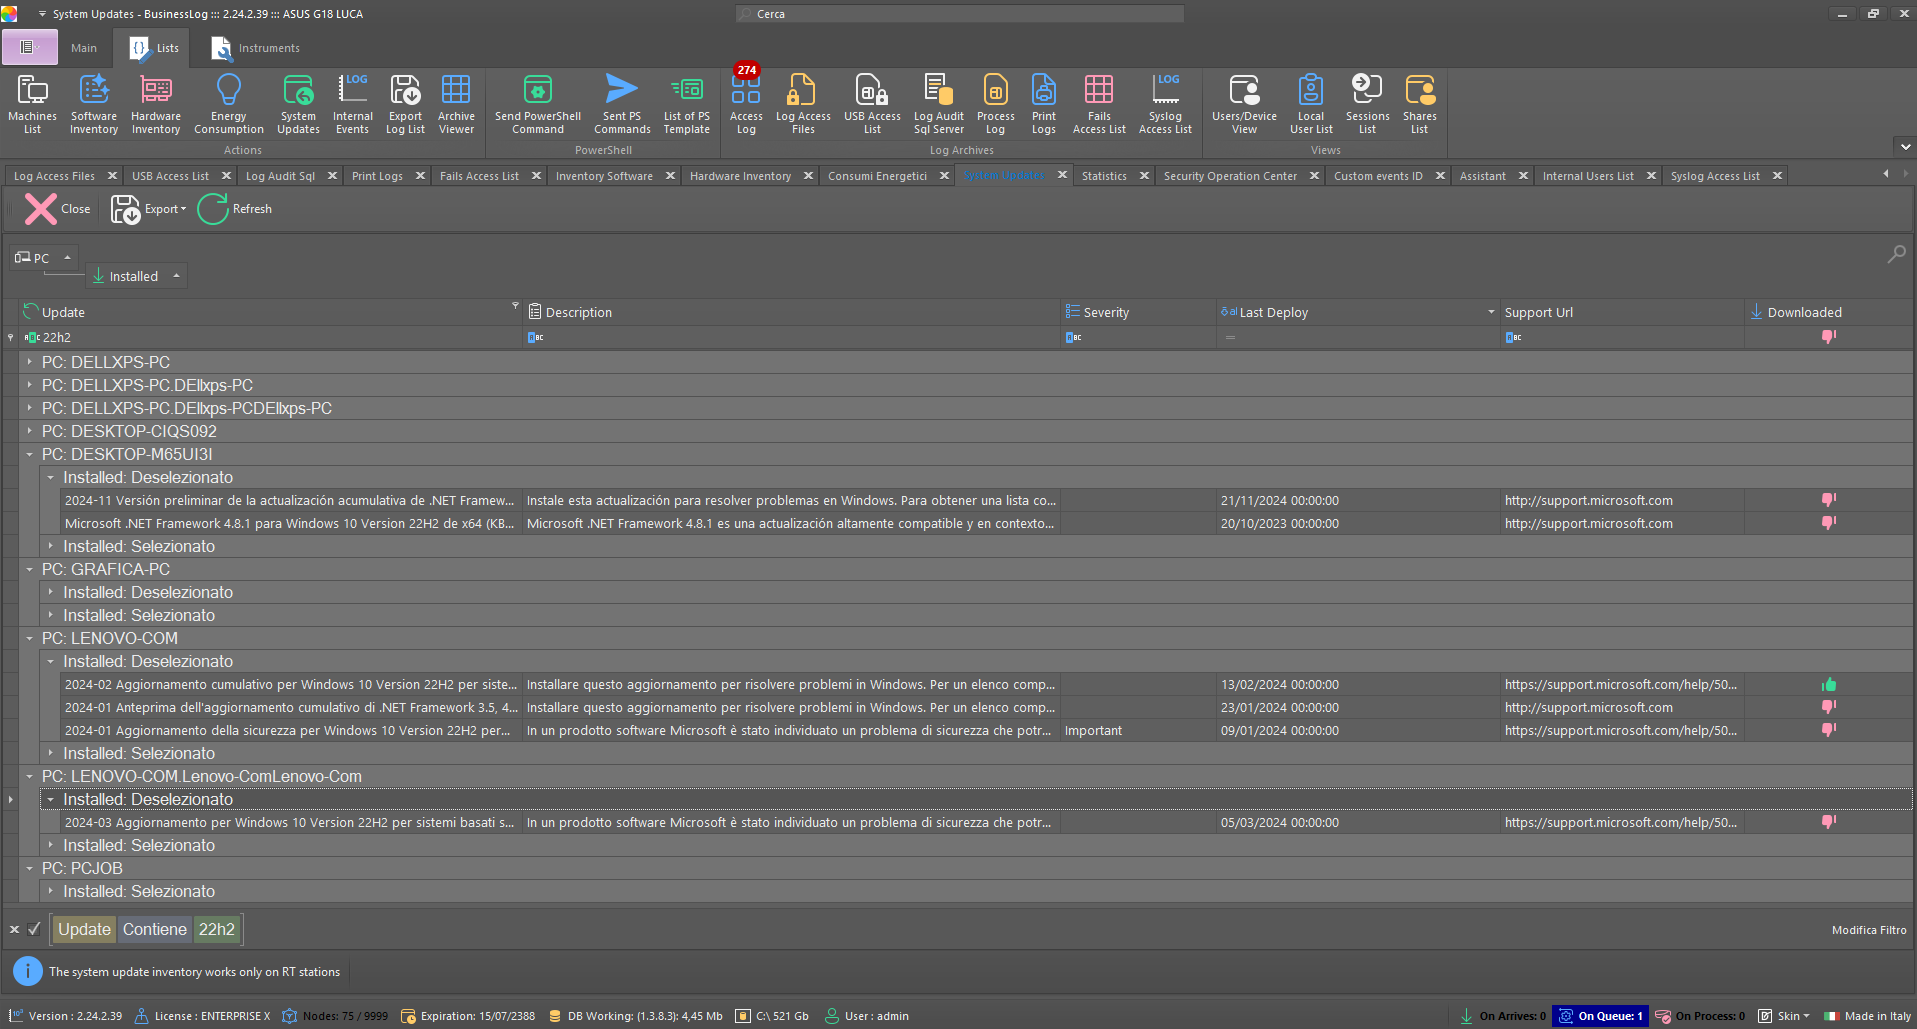 System Updates - BusinessLog ::: 2.24.2.39 ::: ASUS G18 LUCA
Cerca
Main
Lists
Instruments
Machines List
Software Inventory
Hardware Inventory
Energy Consumption
System Updates
LOG
Internal Events
Export Log List
Archive Viewer
Actions
Send PowerShell Command
Sent PS Commands
List of PS Template
PowerShell
274
Access Log
Log Access Files
USB Access List
Log Audit Sql Server
Process Log
Print Logs
Fails Access List
LOG
Syslog Access List
Log Archives
Users/Device View
Local User List
Sessions List
Shares List
Views
Log Access Files
USB Access List
Log Audit Sql
Print Logs
Fails Access List
Inventory Software
Hardware Inventory
Consumi Energetici
System Updates
Statistics
Security Operation Center
Custom events ID
Assistant
Internal Users List
Syslog Access List
Close
Export
Refresh
PC
Installed
Update
Description
Severity
Last Deploy
Support Url
Downloaded
22h2
=
PC: DELLXPS-PC
PC: DELLXPS-PC.DEllxps-PC
PC: DELLXPS-PC.DEllxps-PCDEllxps-PC
PC: DESKTOP-CIQS092
PC: DESKTOP-M65UI3I
Installed: Deselezionato
2024-11 Versión preliminar de la actualización acumulativa de .NET Framew... Instale esta actualización para resolver problemas en Windows. Para obtener una lista co... 21/11/2024 00:00:00 http://support.microsoft.com
Microsoft .NET Framework 4.8.1 para Windows 10 Version 22H2 de x64 (KB... Microsoft .NET Framework 4.8.1 es una actualización altamente compatible y en contexto... 20/10/2023 00:00:00 http://support.microsoft.com
Installed: Selezionato
PC: GRAFICA-PC
Installed: Deselezionato
Installed: Selezionato
PC: LENOVO-COM
Installed: Deselezionato
2024-02 Aggiornamento cumulativo per Windows 10 Version 22H2 per siste... Installare questo aggiornamento per risolvere problemi in Windows. Per un elenco comp... 13/02/2024 00:00:00 https://support.microsoft.com/help/50...
2024-01 Anteprima dell'aggiornamento cumulativo di .NET Framework 3.5, 4... Installare questo aggiornamento per risolvere problemi in Windows. Per un elenco comp... 23/01/2024 00:00:00 http://support.microsoft.com
2024-01 Aggiornamento della sicurezza per Windows 10 Version 22H2 per... In un prodotto software Microsoft è stato individuato un problema di sicurezza che potr... Important 09/01/2024 00:00:00 https://support.microsoft.com/help/50...
Installed: Selezionato
PC: LENOVO-COM.Lenovo-ComLenovo-Com
Installed: Deselezionato
2024-03 Aggiornamento per Windows 10 Version 22H2 per sistemi basati s... In un prodotto software Microsoft è stato individuato un problema di sicurezza che potr... 05/03/2024 00:00:00 https://support.microsoft.com/help/50...
Installed: Selezionato
PC: PCJOB
Installed: Selezionato
Update Contiene 22h2
Modifica Filtro
The system update inventory works only on RT stations
Version : 2.24.2.39
License : ENTERPRISE X
Nodes: 75 / 9999
Expiration: 15/07/2388
DB Working: (1.3.8.3): 4,45 Mb
C:\ 521 Gb
User : admin
On Arrives: 0
On Queue: 1
On Process: 0
Skin
Made in Italy